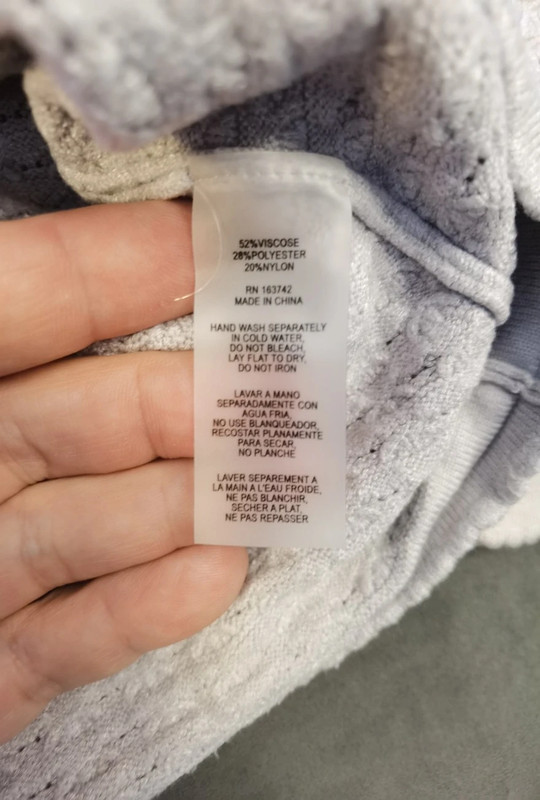 52%VISCOSE
28%POLYESTER
20%NYLON
RN 163742
MADE IN CHINA
HAND WASH SEPARATELY
IN COLD WATER,
DO NOT BLEACH,
LAY FLAT TO DRY,
DO NOT IRON
LAVAR A MANO
SEPARADAMENTE CON
AGUA FRIA,
NO USE BLANQUEADOR,
RECOSTAR PLANAMENTE
PARA SECAR,
NO PLANCHE
LAVER SEPAREMENT A
LA MAIN A L'EAU FROIDE,
NE PAS BLANCHIR,
SECHER A PLAT,
NE PAS REPASSER